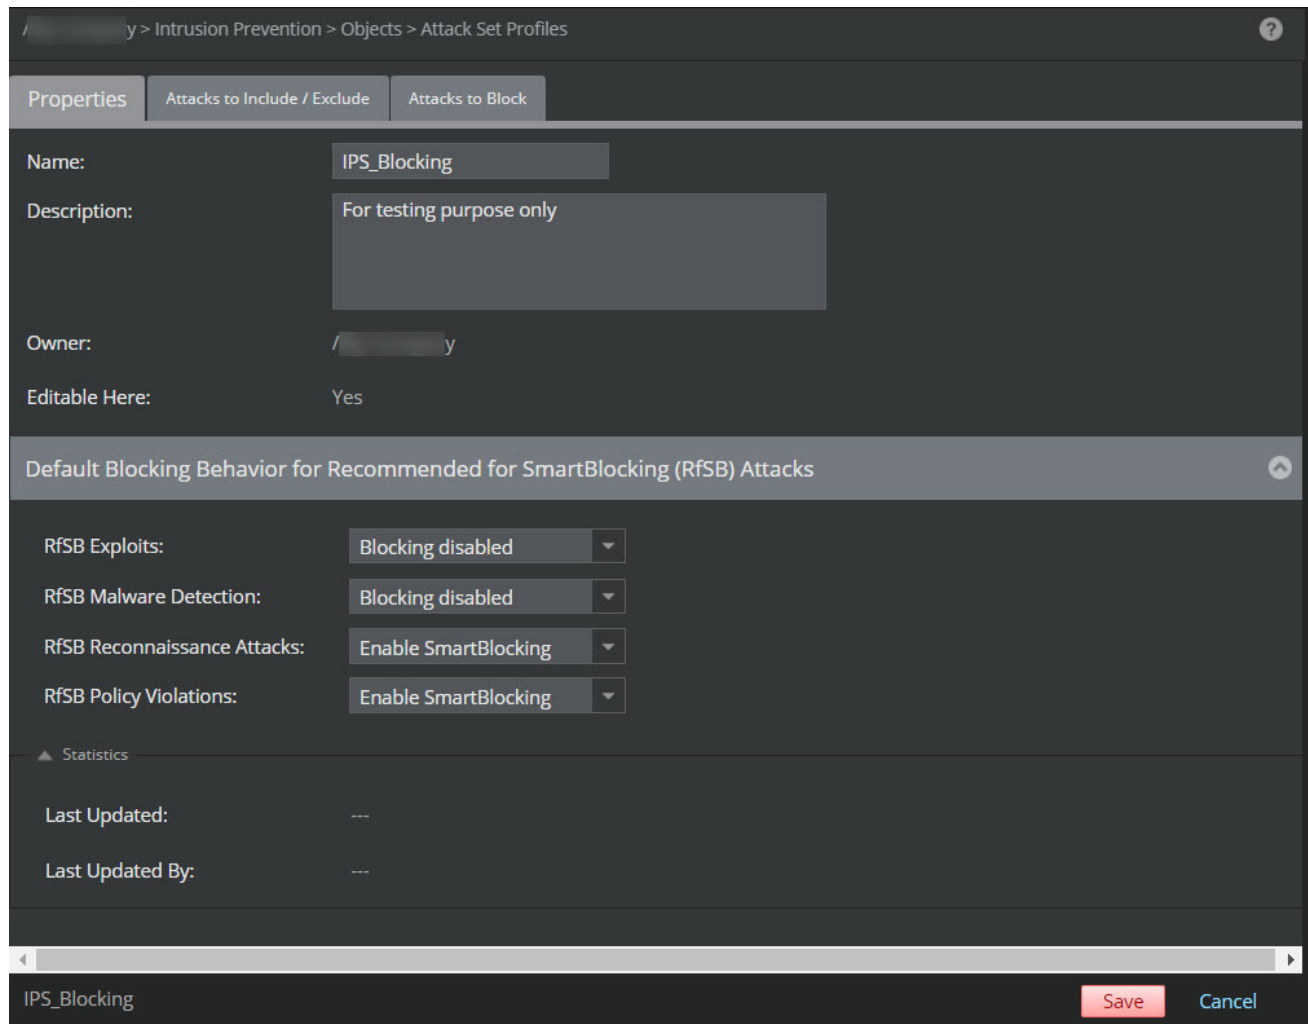 / y > Intrusion Prevention > Objects > Attack Set Profiles
?
Properties Attacks to Include / Exclude Attacks to Block
Name: IPS_Blocking
Description: For testing purpose only
Owner: / y
Editable Here: Yes
Default Blocking Behavior for Recommended for SmartBlocking (RfSB) Attacks
RfSB Exploits: Blocking disabled
RfSB Malware Detection: Blocking disabled
RfSB Reconnaissance Attacks: Enable SmartBlocking
RfSB Policy Violations: Enable SmartBlocking
Statistics
Last Updated: ---
Last Updated By: ---
IPS_Blocking Save Cancel